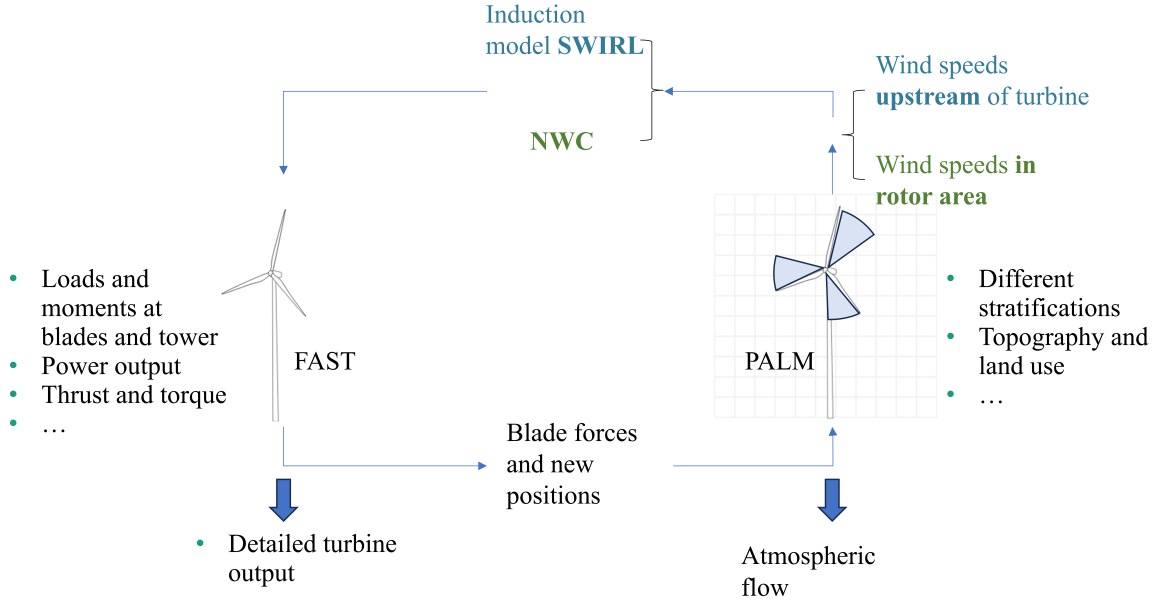 Induction
model SWIRL
NWC
Wind speeds
upstream of turbine
Wind speeds in
rotor area
• Loads and
moments at
blades and tower
• Power output
• Thrust and torque
• …
FAST
PALM
• Different
stratifications
• Topography and
land use
• …
Blade forces
and new
positions
• Detailed turbine
output
Atmospheric
flow